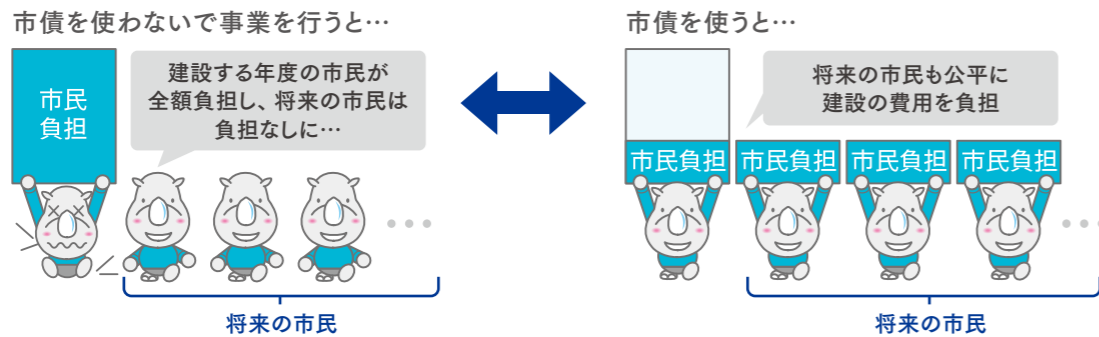 市債を使わないで事業を行うと…
市民
負担
建設する年度の市民が
全額負担し、将来の市民は
負担なしに…
将来の市民
市債を使うと…
将来の市民も公平に
建設の費用を負担
市民負担
市民負担
市民負担
市民負担
将来の市民